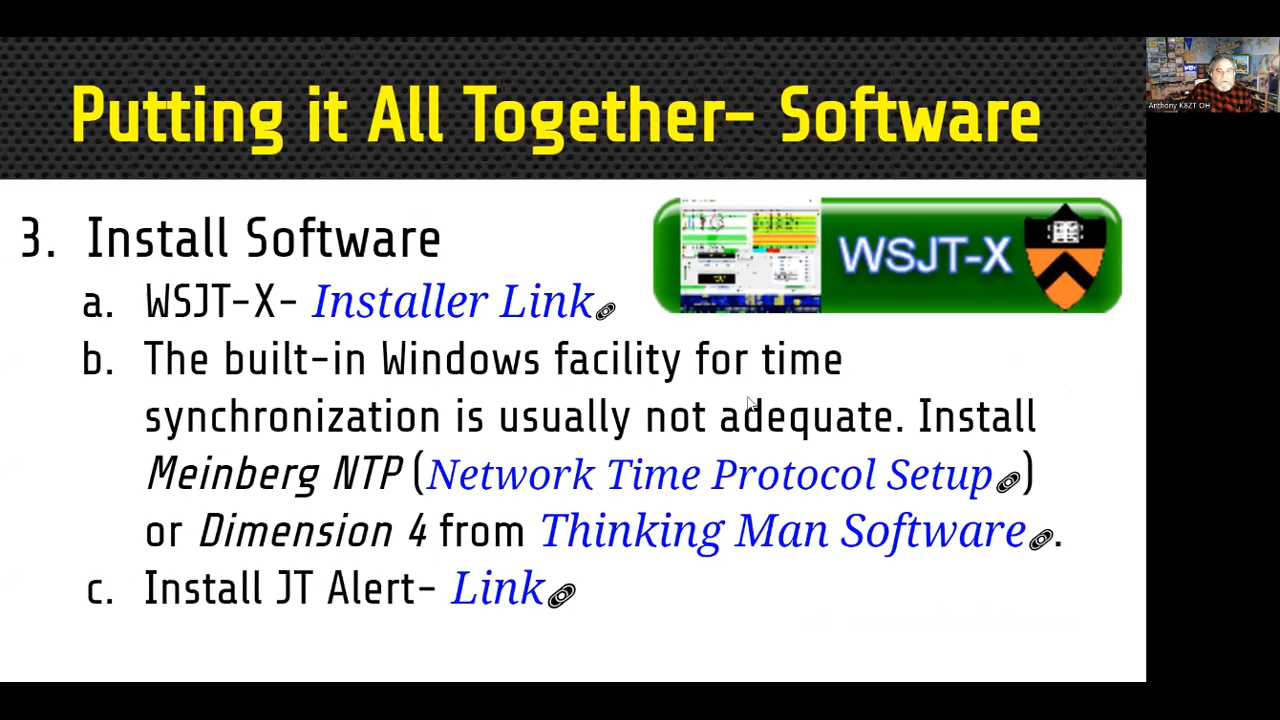 Putting it All Together- Software
Anthony K8ZT OH
3. Install Software
WSJT-X
a. WSJT-X- Installer Link
b. The built-in Windows facility for time
synchronization is usually not adequate. Install
Meinberg NTP (Network Time Protocol Setup)
or Dimension 4 from Thinking Man Software.
c. Install JT Alert- Link